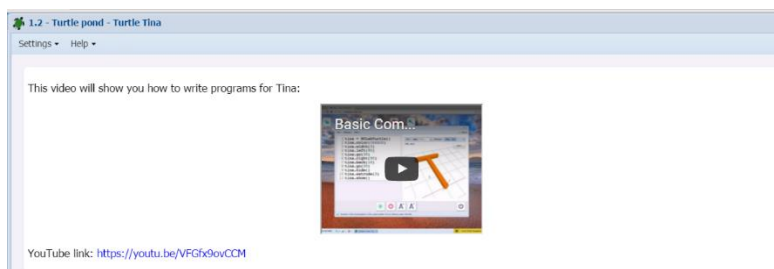 1.2 - Turtle pond - Turtle Tina
Settings Help
This video will show you how to write programs for Tina:
Basic Com...
YouTube link: https://youtu.be/VFGfx9ovCCM